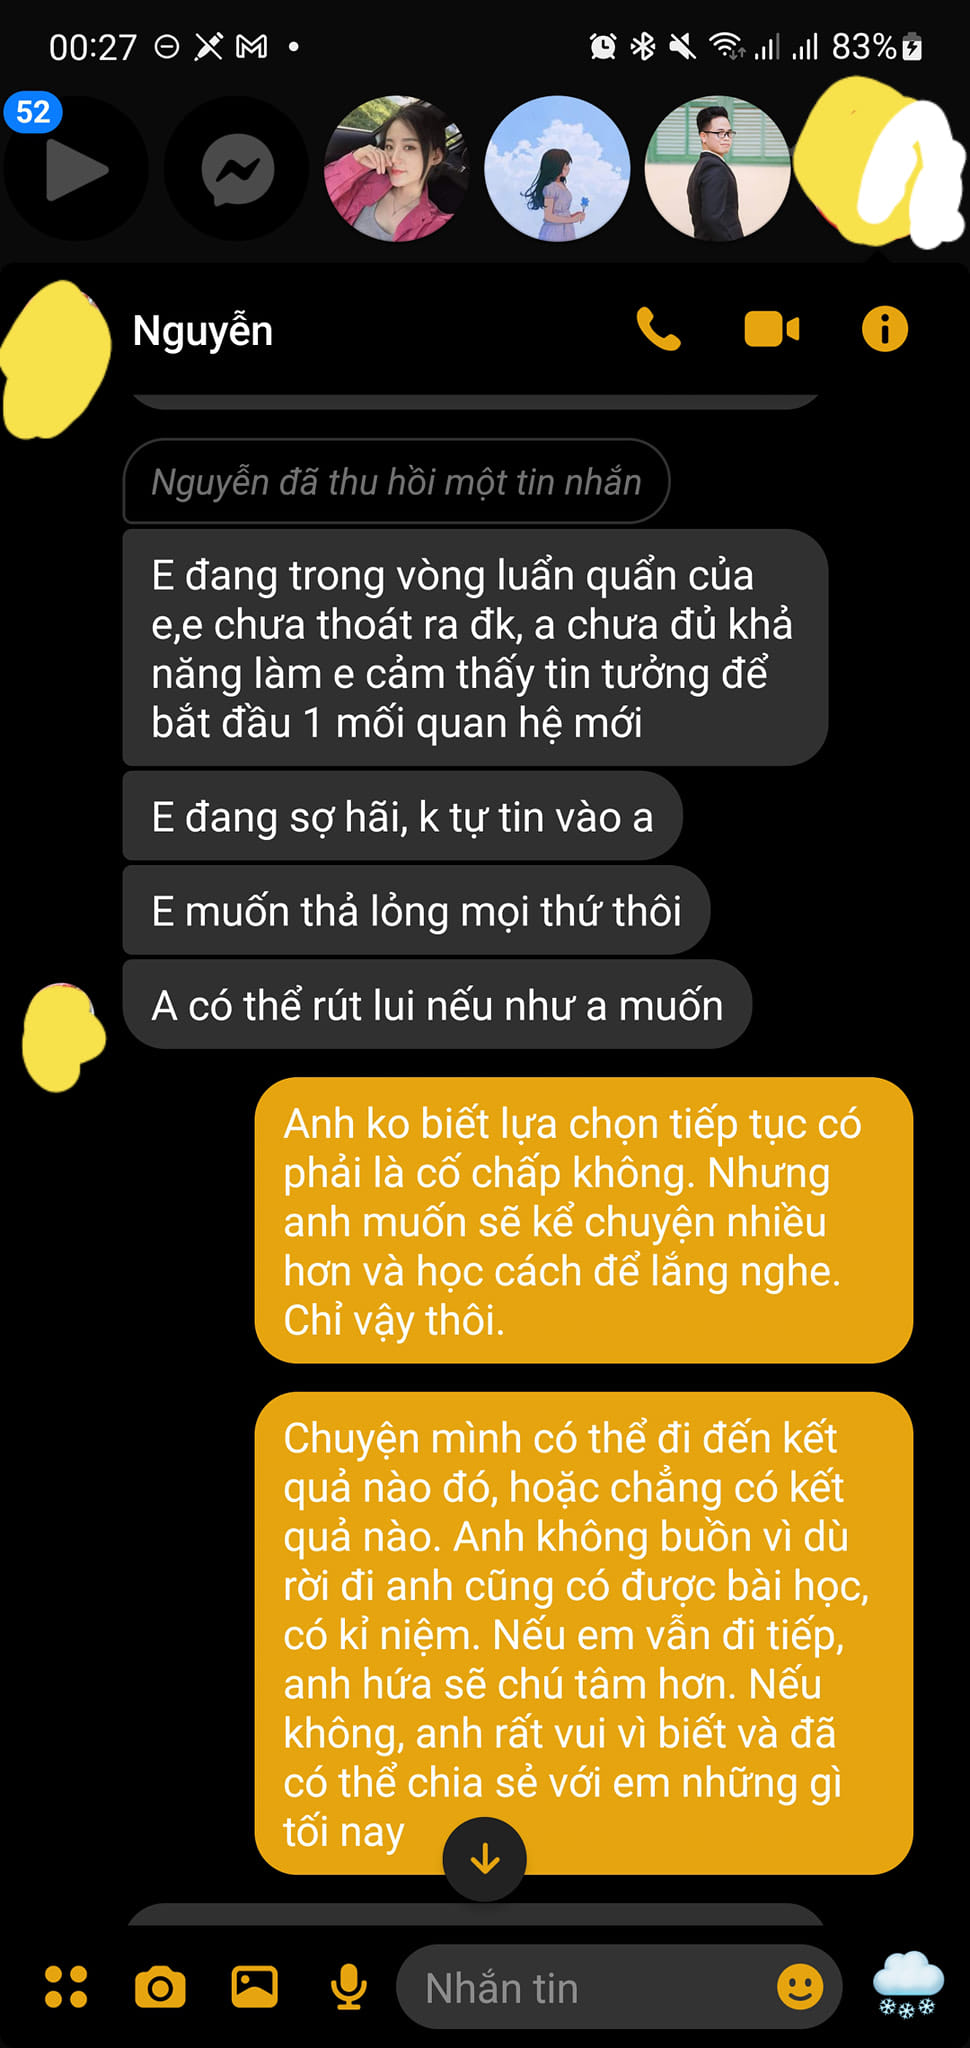 00:27
83%
52
Nguyễn
Nguyễn đã thu hồi một tin nhắn
E đang trong vòng luẩn quẩn của
e,e chưa thoát ra đk, a chưa đủ khả
năng làm e cảm thấy tin tưởng để
bắt đầu 1 mối quan hệ mới
E đang sợ hãi, k tự tin vào a
E muốn thả lỏng mọi thứ thôi
A có thể rút lui nếu như a muốn
Anh ko biết lựa chọn tiếp tục có
phải là cố chấp không. Nhưng
anh muốn sẽ kể chuyện nhiều
hơn và học cách để lắng nghe.
Chỉ vậy thôi.
Chuyện mình có thể đi đến kết
quả nào đó, hoặc chẳng có kết
quả nào. Anh không buồn vì dù
rời đi anh cũng có được bài học,
có kỉ niệm. Nếu em vẫn đi tiếp,
anh hứa sẽ chú tâm hơn. Nếu
không, anh rất vui vì biết và đã
có thể chia sẻ với em những gì
tối nay
Nhắn tin